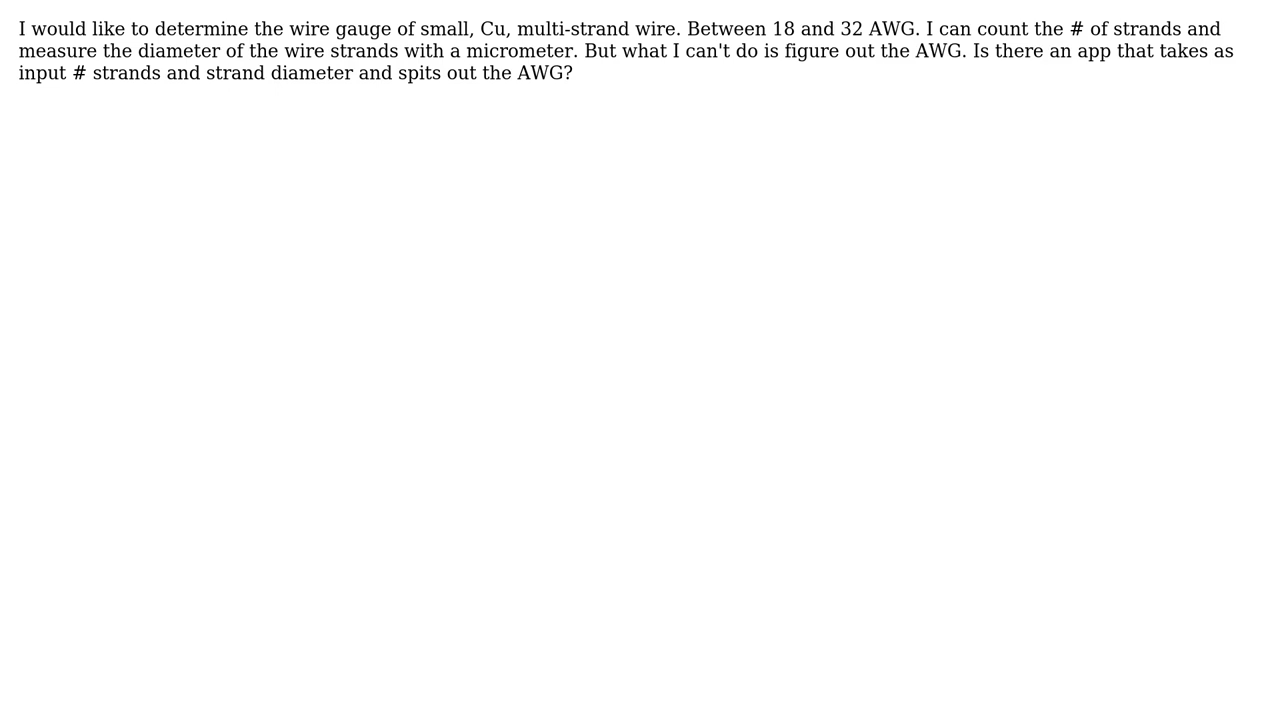 I would like to determine the wire gauge of small, Cu, multi-strand wire. Between 18 and 32 AWG. I can count the # of strands and
measure the diameter of the wire strands with a micrometer. But what I can't do is figure out the AWG. Is there an app that takes as
input # strands and strand diameter and spits out the AWG?